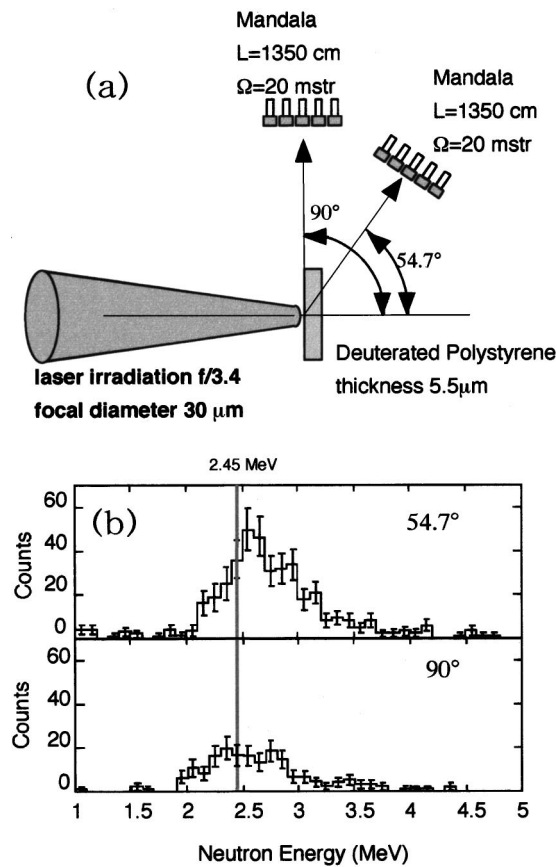 (a)
Mandala
L=1350 cm
Ω=20 mstr
Mandala
L=1350 cm
Ω=20 mstr
90°
54.7°
laser irradiation f/3.4
focal diameter 30 μm
Deuterated Polystyrene
thickness 5.5μm
2.45 MeV
(b)
54.7°
Counts
60
40
20
0
90°
Counts
60
40
20
0
1 1.5 2 2.5 3 3.5 4 4.5 5
Neutron Energy (MeV)